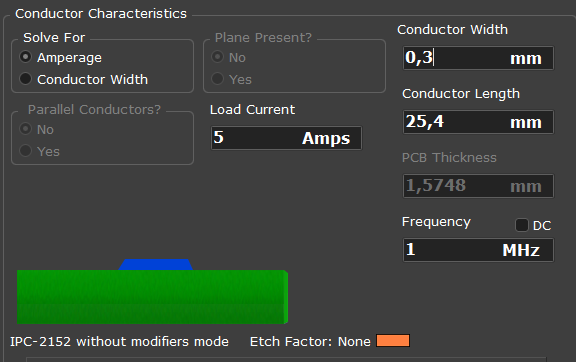 Conductor Characteristics
Solve For
Amperage
Conductor Width
Plane Present?
No
Yes
Conductor Width
0,3 mm
Conductor Length
25,4 mm
Parallel Conductors?
No
Yes
Load Current
5 Amps
PCB Thickness
1,5748 mm
Frequency
DC
1 MHz
IPC-2152 without modifiers mode
Etch Factor: None